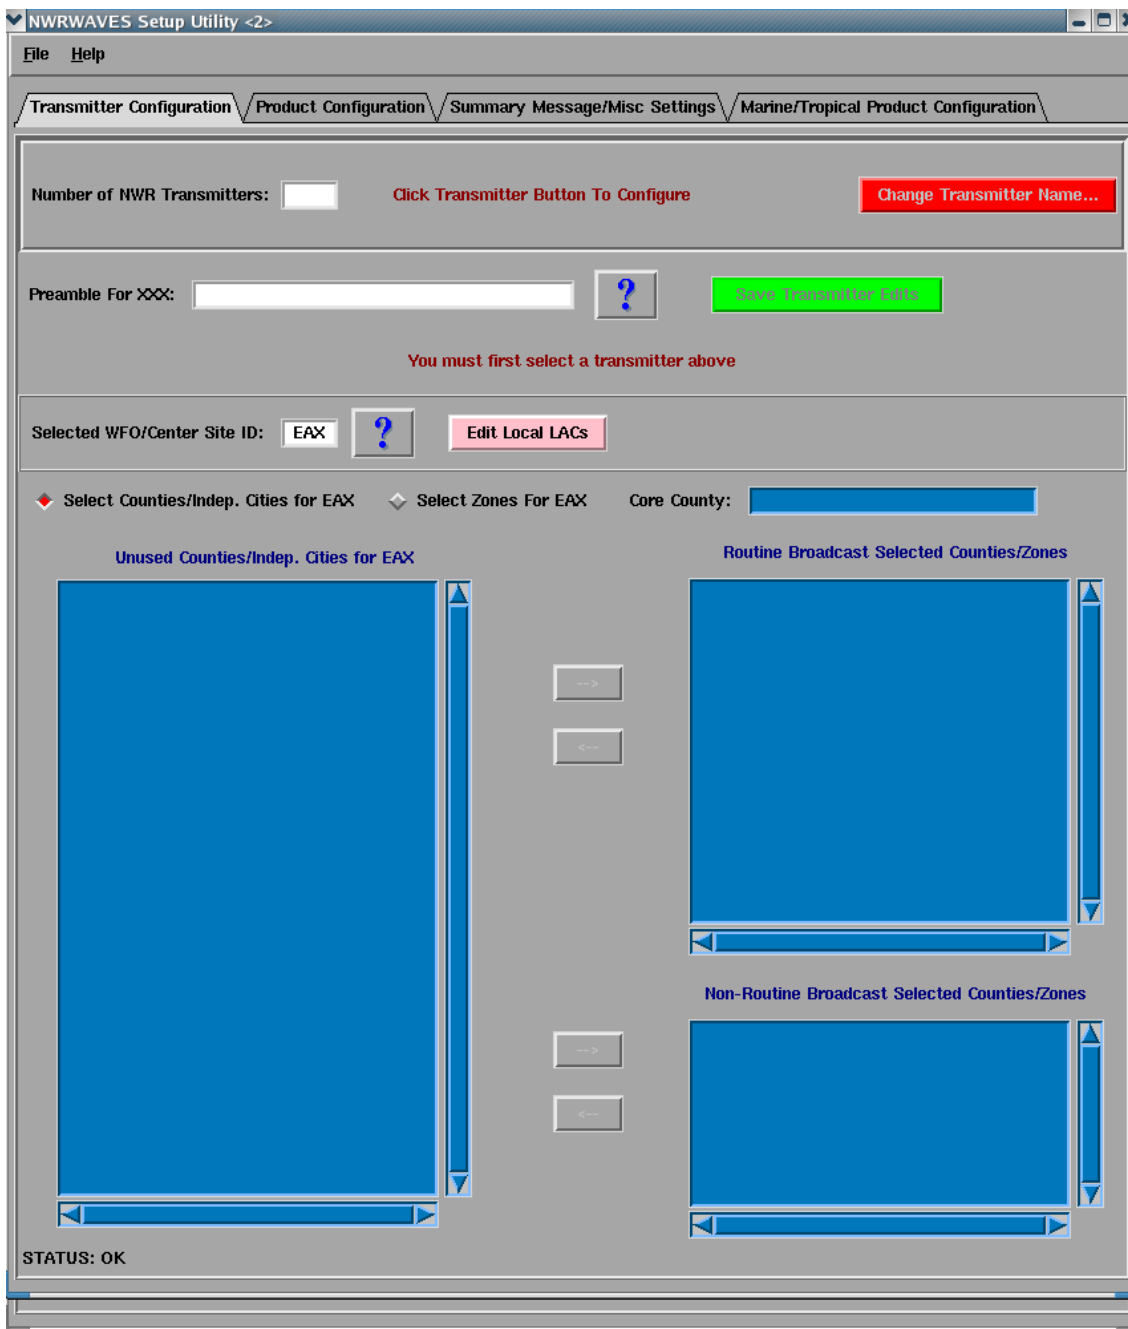 NWRWAVES Setup Utility <2>
File Help
Transmitter Configuration Product Configuration Summary Message/Misc Settings Marine/Tropical Product Configuration
Number of NWR Transmitters: Click Transmitter Button To Configure Change Transmitter Name...
Preamble For XXX: ? Save Transmitter Edits
You must first select a transmitter above
Selected WFO/Center Site ID: EAX ? Edit Local LACs
Select Counties/Indep. Cities for EAX Select Zones For EAX Core County:
Unused Counties/Indep. Cities for EAX Routine Broadcast Selected Counties/Zones
-->
<--
Non-Routine Broadcast Selected Counties/Zones
-->
<--
STATUS: OK